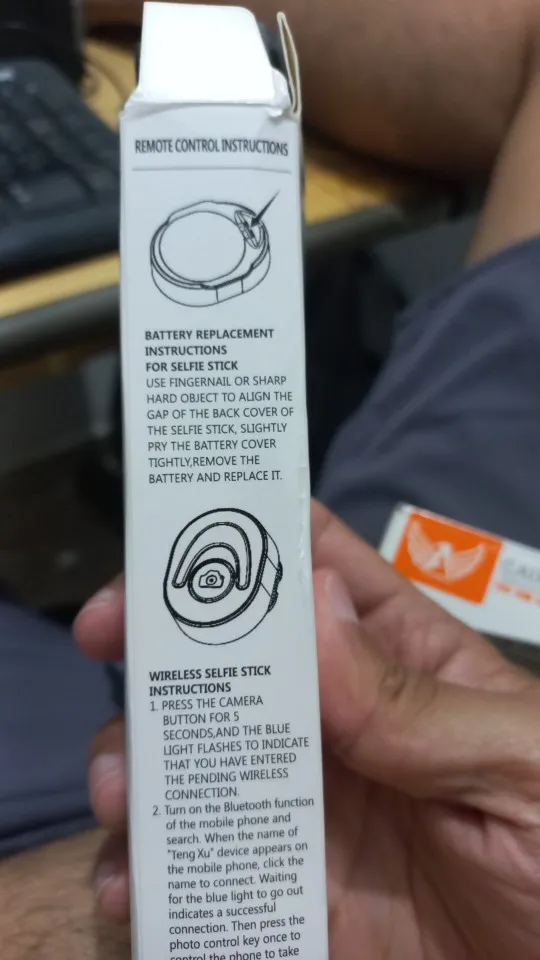 REMOTE CONTROL INSTRUCTIONS
BATTERY REPLACEMENT
INSTRUCTIONS
FOR SELFIE STICK
USE FINGERNAIL OR SHARP
HARD OBJECT TO ALIGN THE
GAP OF THE BACK COVER OF
THE SELFIE STICK, SLIGHTLY
PRY THE BATTERY COVER
TIGHTLY,REMOVE THE
BATTERY AND REPLACE IT.
WIRELESS SELFIE STICK
INSTRUCTIONS
1. PRESS THE CAMERA
BUTTON FOR 5
SECONDS,AND THE BLUE
LIGHT FLASHES TO INDICATE
THAT YOU HAVE ENTERED
THE PENDING WIRELESS
CONNECTION.
2. Turn on the Bluetooth function
of the mobile phone and
search. When the name of
"Teng Xu" device appears on
the mobile phone, click the
name to connect. Waiting
for the blue light to go out
indicates a successful
connection. Then press the
photo control key once to
control the phone to take